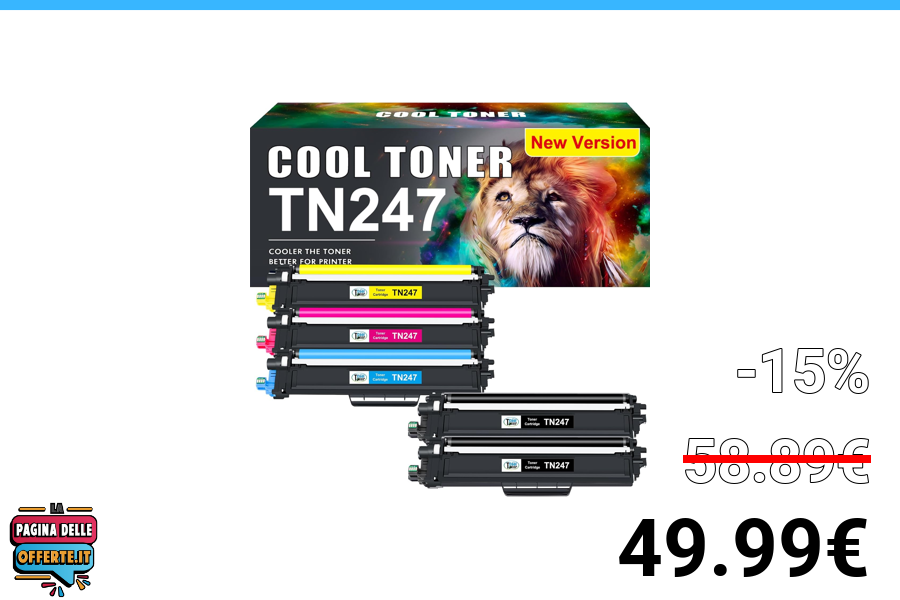 COOL TONER
New Version
COOL TONER
TN247
COOLER THE TONER
BETTER FOR PRINTER
Toner Cartridge TN247
Toner Cartridge TN247
Toner Cartridge TN247
Toner Cartridge TN247
Toner Cartridge TN247
-15%
58.89€
49.99€
LA
PAGINA DELLE
OFFERTE.IT